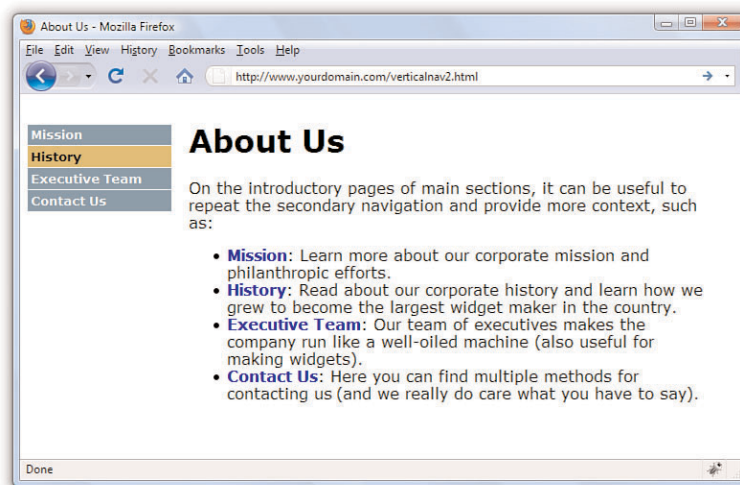 About Us - Mozilla Firefox
File Edit View History Bookmarks Tools Help
http://www.yourdomain.com/verticalnav2.html
Mission
History
Executive Team
Contact Us
About Us
On the introductory pages of main sections, it can be useful to
repeat the secondary navigation and provide more context, such
as:
• Mission: Learn more about our corporate mission and
philanthropic efforts.
• History: Read about our corporate history and learn how we
grew to become the largest widget maker in the country.
• Executive Team: Our team of executives makes the
company run like a well-oiled machine (also useful for
making widgets).
• Contact Us: Here you can find multiple methods for
contacting us (and we really do care what you have to say).
Done